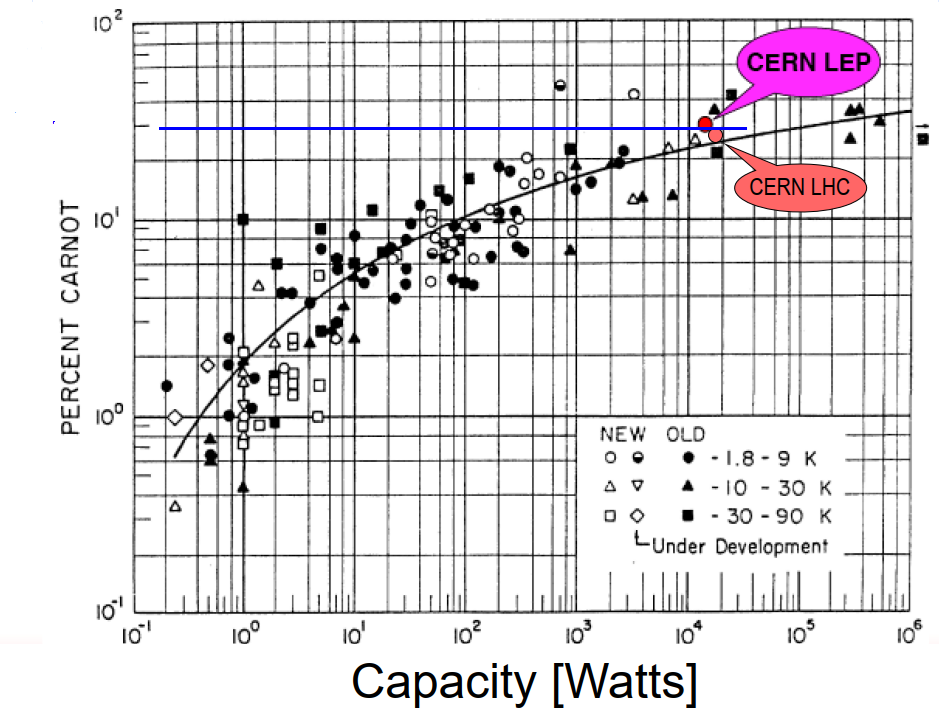 10²
CERN LEP
CERN LHC
10¹
PERCENT CARNOT
10⁰
NEW OLD
-1.8 - 9 K
-10 - 30 K
-30 - 90 K
Under Development
10⁻¹
10⁻¹ 10⁰ 10¹ 10² 10³ 10⁴ 10⁵ 10⁶
Capacity [Watts]